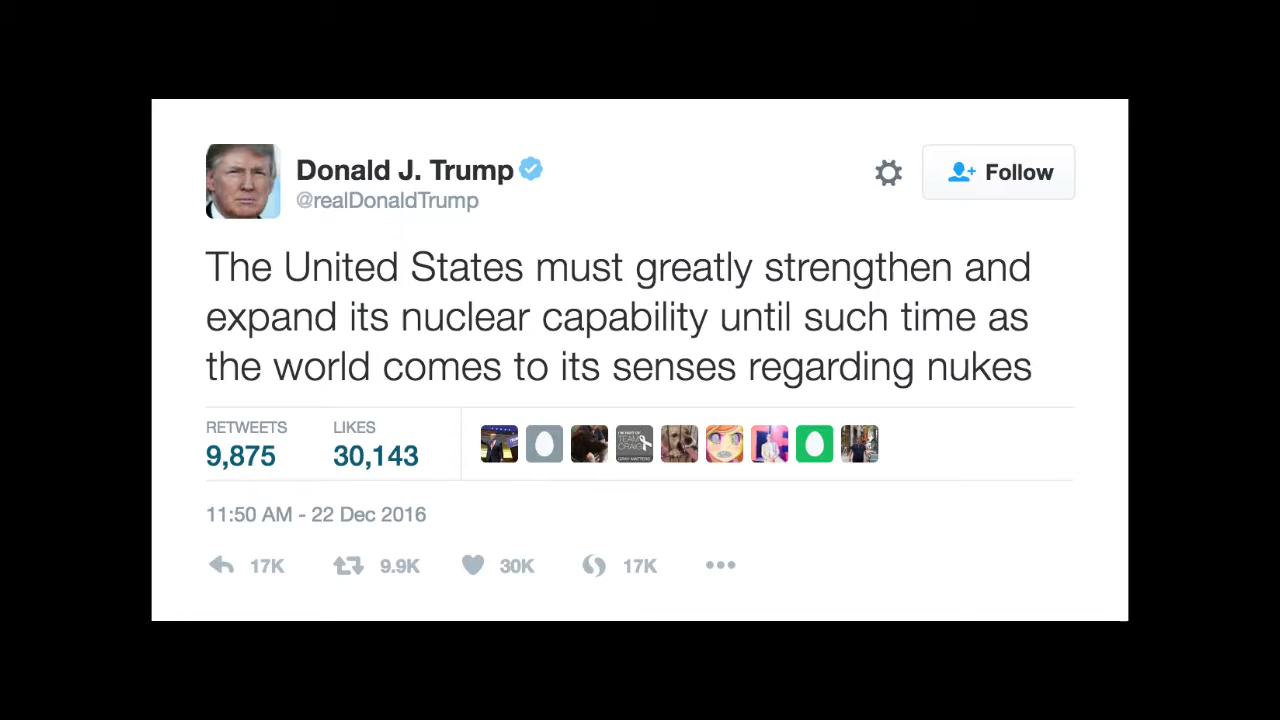 Donald J. Trump
@realDonaldTrump
Follow
The United States must greatly strengthen and
expand its nuclear capability until such time as
the world comes to its senses regarding nukes
RETWEETS LIKES
9,875 30,143
TEAM
CRAIG
11:50 AM - 22 Dec 2016
17K 9.9K 30K 17K